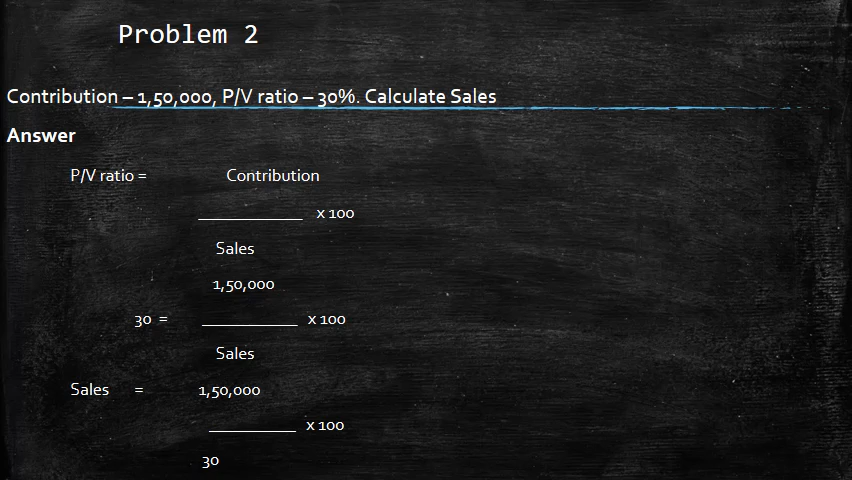 Problem 2
Contribution – 1,50,000, P/V ratio – 30%. Calculate Sales
Answer
P/V ratio = Contribution
____________ x 100
Sales
1,50,000
30 = ___________ x 100
Sales
Sales = 1,50,000
__________ x 100
30